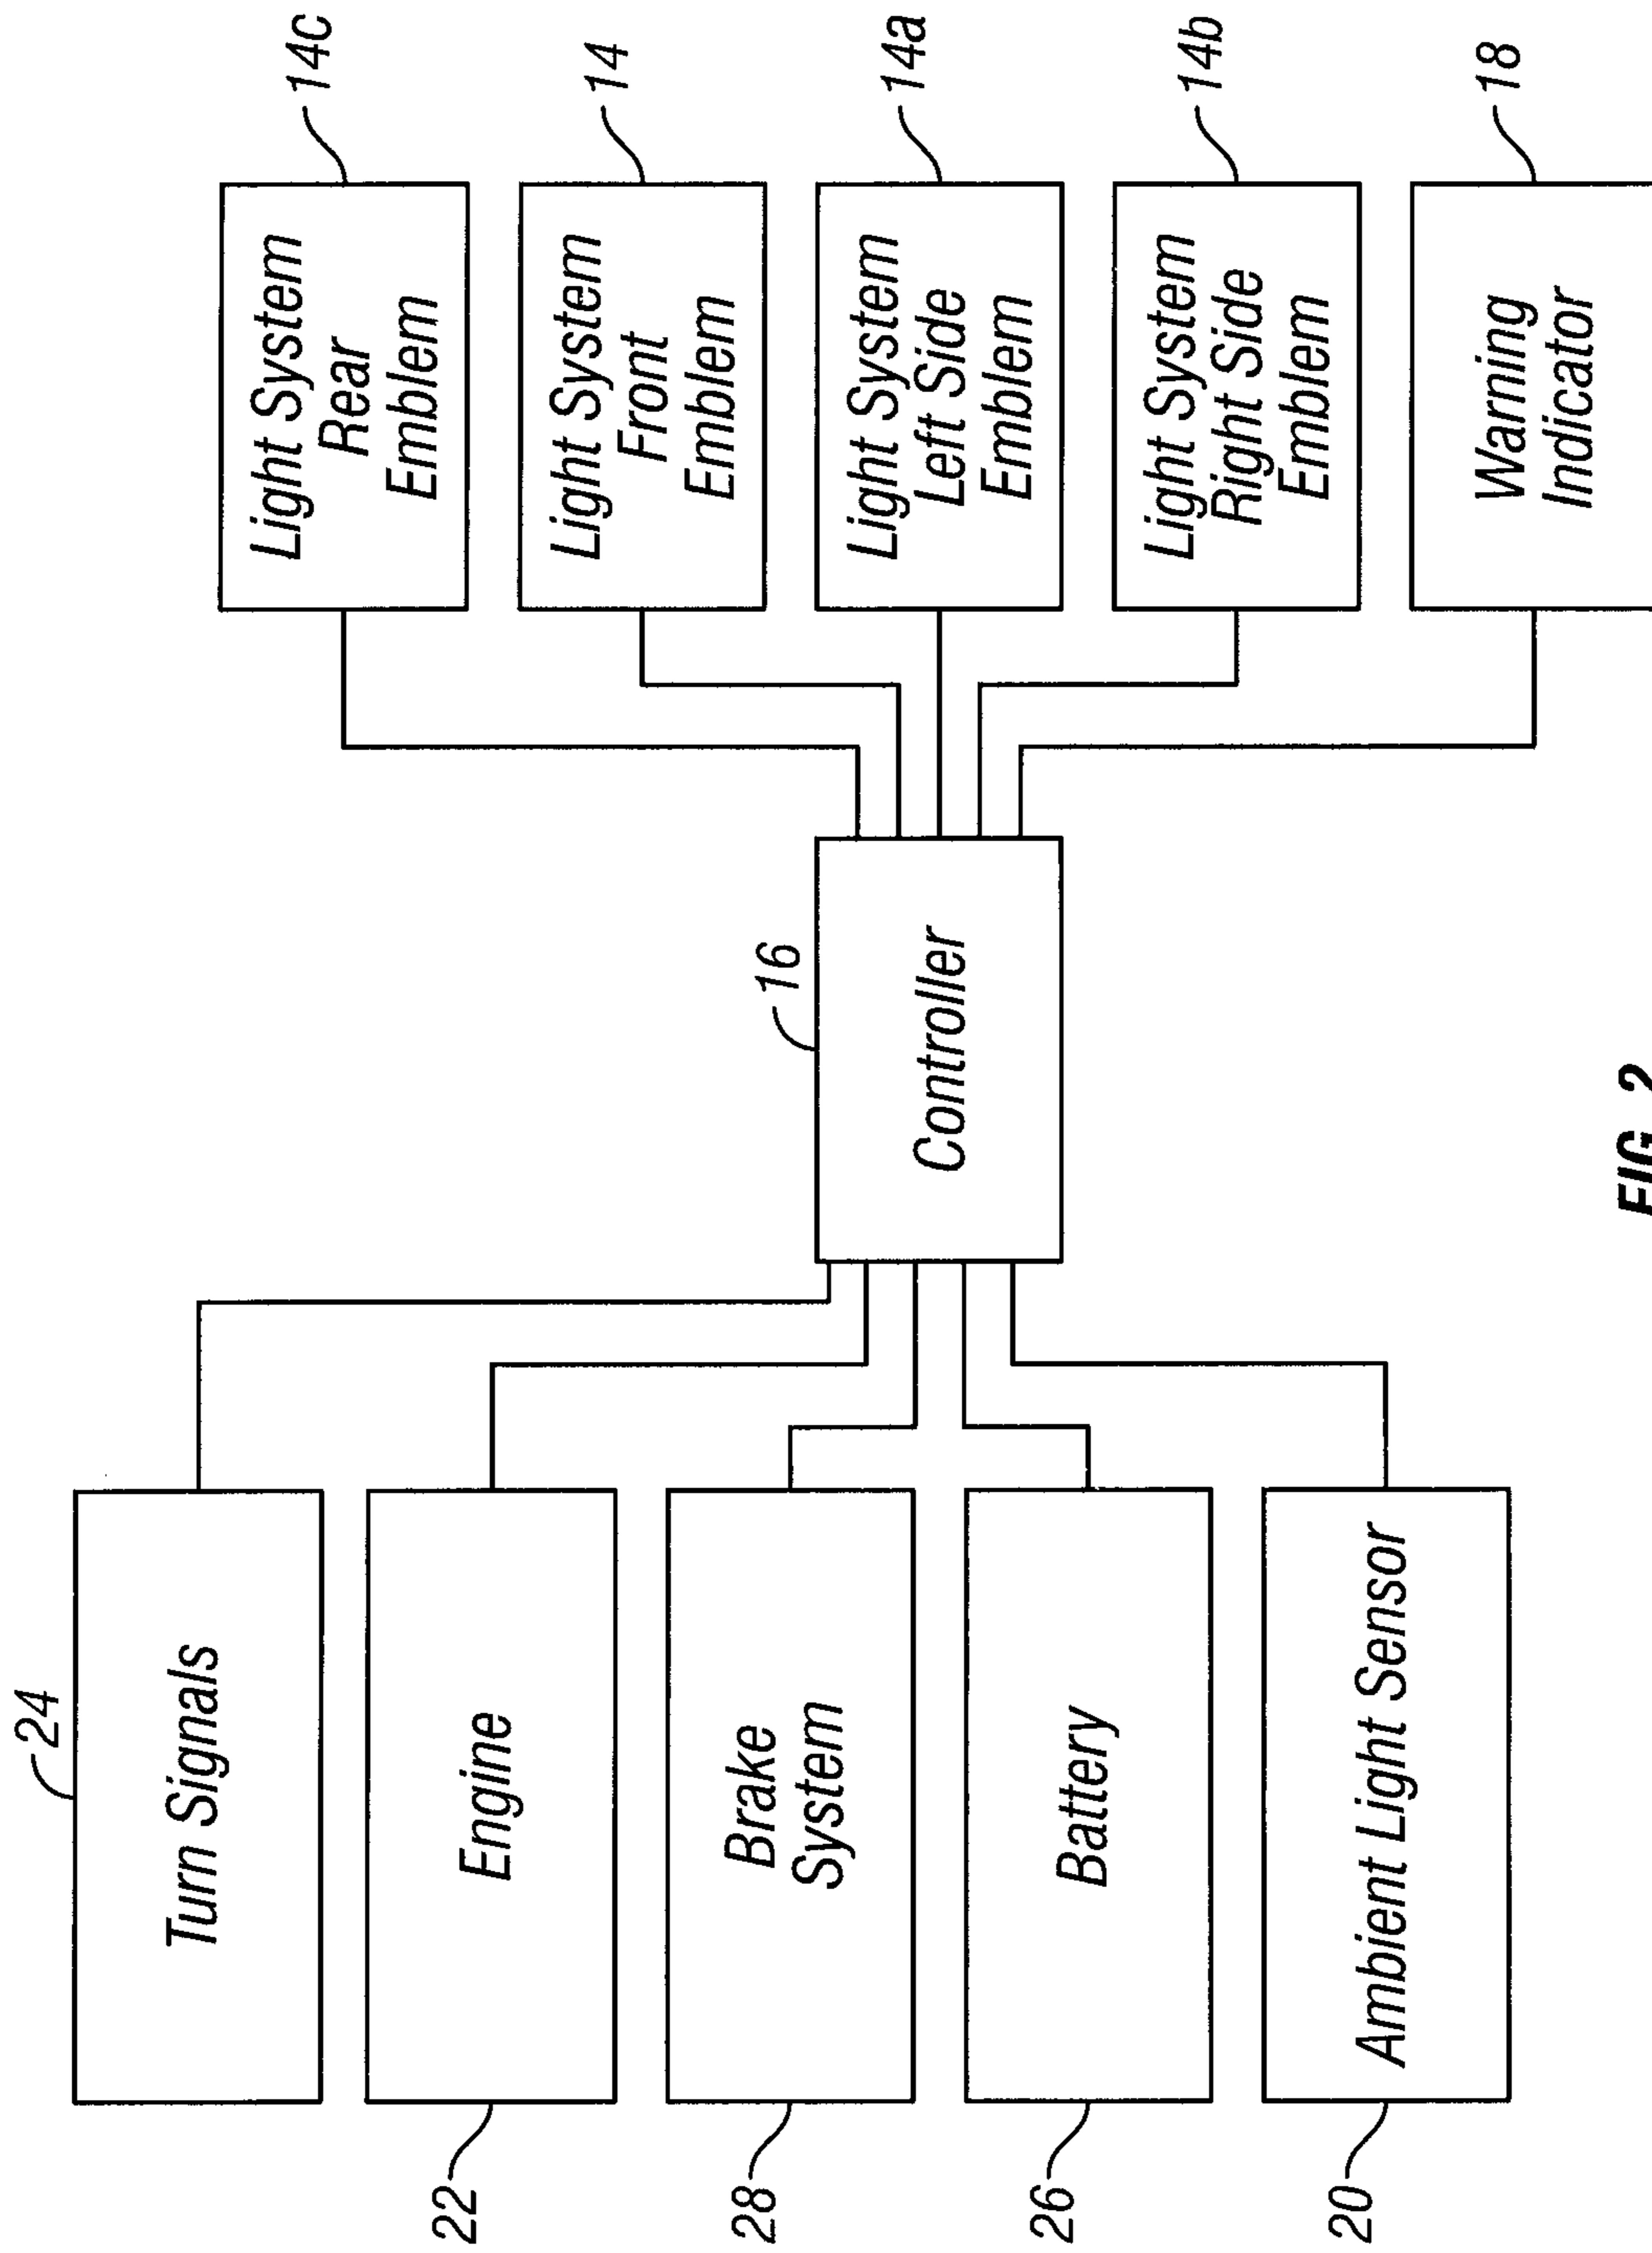 24
Turn Signals
22
Engine
28
Brake
System
26
Battery
20
Ambient Light Sensor
16
Controller
Light System
Rear
Emblem
14c
Light System
Front
Emblem
14
Light System
Left Side
Emblem
14a
Light System
Right Side
Emblem
14b
Warning
Indicator
18
FIG. 2